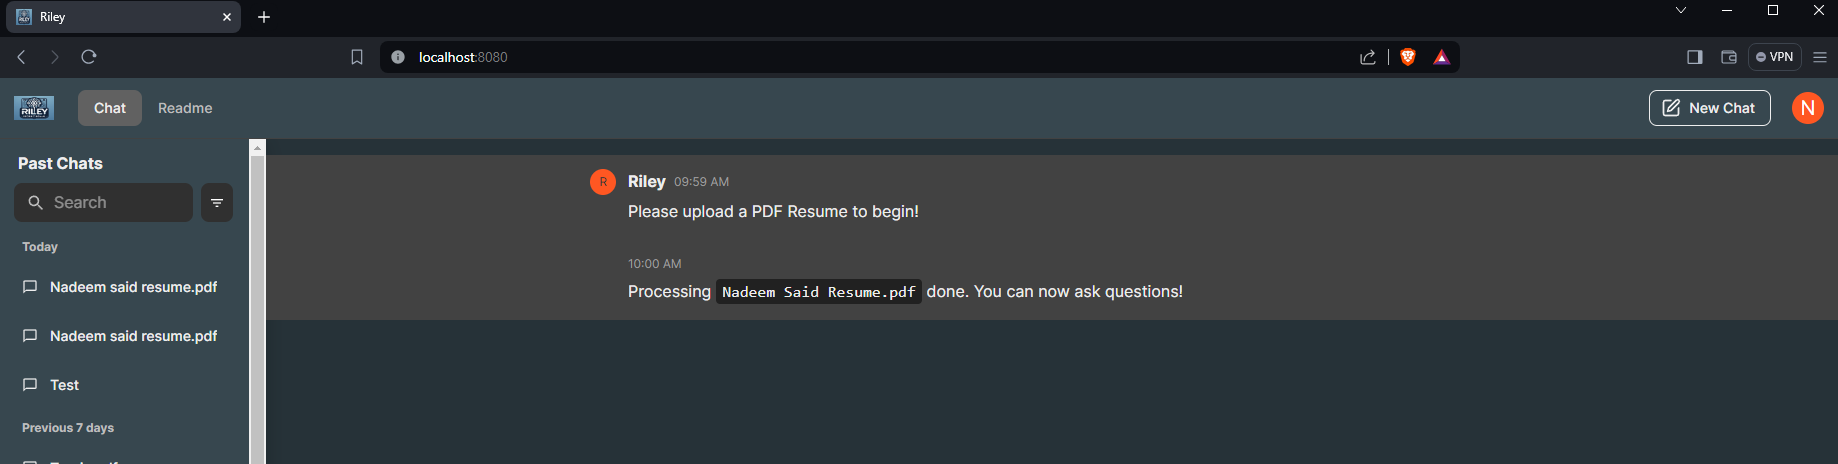 Riley
localhost:8080
VPN
RILEY
Chat
Readme
New Chat
N
Past Chats
Search
Today
Nadeem said resume.pdf
Nadeem said resume.pdf
Test
Previous 7 days
R
Riley 09:59 AM
Please upload a PDF Resume to begin!
10:00 AM
Processing Nadeem Said Resume.pdf done. You can now ask questions!